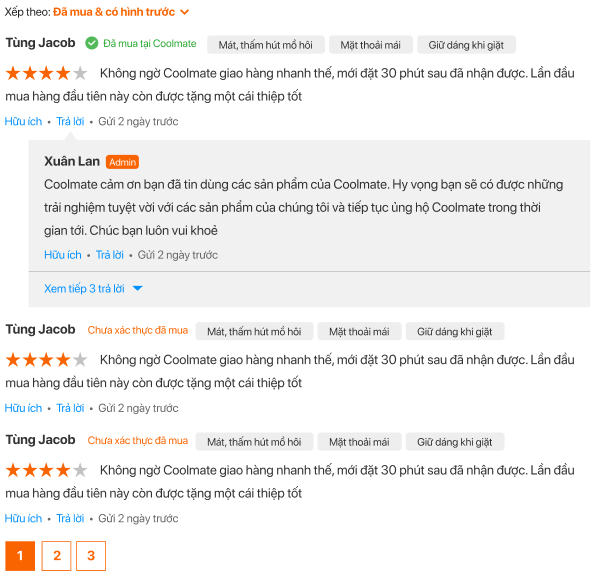 Xếp theo: Đã mua & có hình trước
Tùng Jacob Đã mua tại Coolmate Mát, thấm hút mồ hôi Mặt thoải mái Giữ dáng khi giặt
Không ngờ Coolmate giao hàng nhanh thế, mới đặt 30 phút sau đã nhận được. Lần đầu
mua hàng đầu tiên này còn được tặng một cái thiệp tốt
Hữu ích • Trả lời • Gửi 2 ngày trước
Xuân Lan Admin
Coolmate cảm ơn bạn đã tin dùng các sản phẩm của Coolmate. Hy vọng bạn sẽ có được những
trải nghiệm tuyệt vời với các sản phẩm của chúng tôi và tiếp tục ủng hộ Coolmate trong thời
gian tới. Chúc bạn luôn vui khoẻ
Hữu ích • Trả lời • Gửi 2 ngày trước
Xem tiếp 3 trả lời
Tùng Jacob Chưa xác thực đã mua Mát, thấm hút mồ hôi Mặt thoải mái Giữ dáng khi giặt
Không ngờ Coolmate giao hàng nhanh thế, mới đặt 30 phút sau đã nhận được. Lần đầu
mua hàng đầu tiên này còn được tặng một cái thiệp tốt
Hữu ích • Trả lời • Gửi 2 ngày trước
Tùng Jacob Chưa xác thực đã mua Mát, thấm hút mồ hôi Mặt thoải mái Giữ dáng khi giặt
Không ngờ Coolmate giao hàng nhanh thế, mới đặt 30 phút sau đã nhận được. Lần đầu
mua hàng đầu tiên này còn được tặng một cái thiệp tốt
Hữu ích • Trả lời • Gửi 2 ngày trước
1 2 3